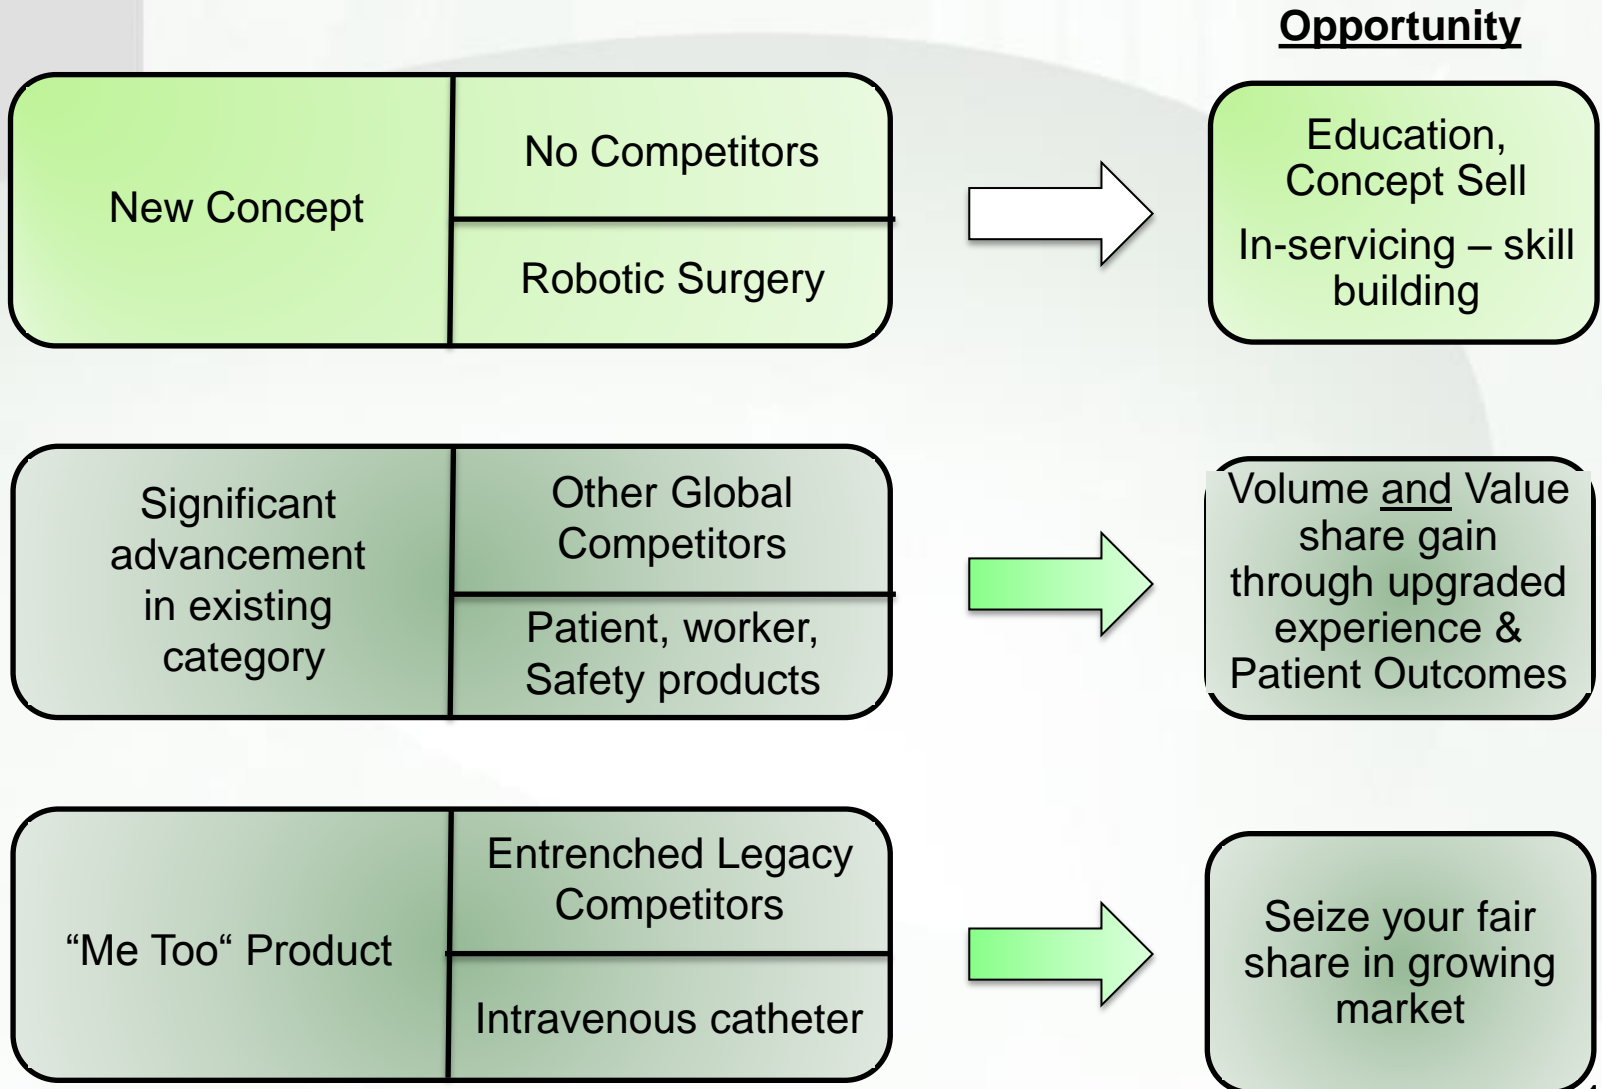 Opportunity
New Concept
No Competitors
Robotic Surgery
Education,
Concept Sell
In-servicing – skill
building
Significant
advancement
in existing
category
Other Global
Competitors
Patient, worker,
Safety products
Volume and Value
share gain
through upgraded
experience &
Patient Outcomes
“Me Too“ Product
Entrenched Legacy
Competitors
Intravenous catheter
Seize your fair
share in growing
market